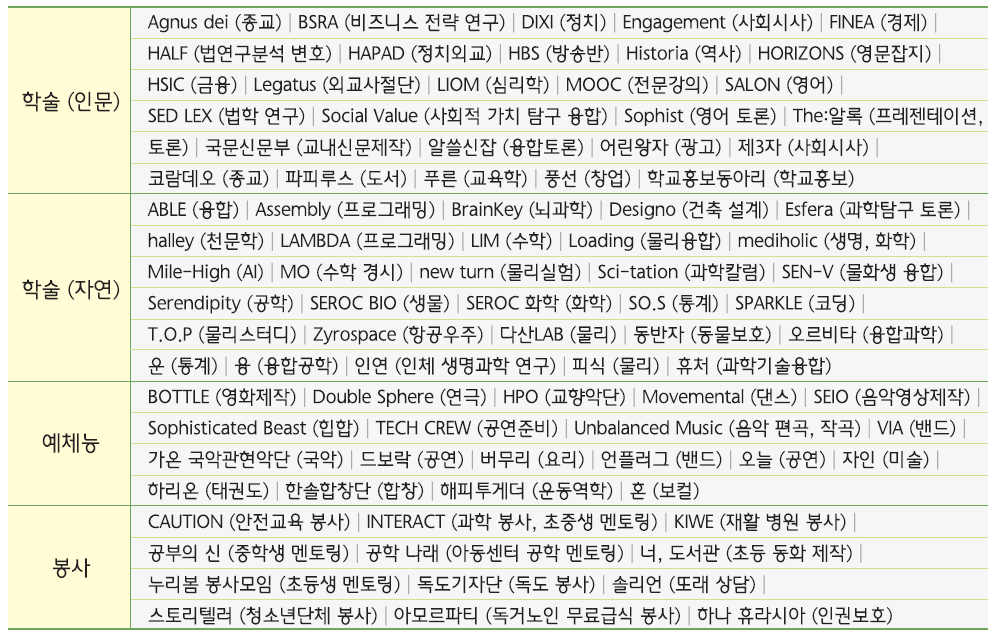 학술 (인문)
Agnus dei (종교) | BSRA (비즈니스 전략 연구) | DIXI (정치) | Engagement (사회시사) | FINEA (경제) |
HALF (법연구분석 변호) | HAPAD (정치외교) | HBS (방송반) | Historia (역사) | HORIZONS (영문잡지) |
HSIC (금융) | Legatus (외교사절단) | LIOM (심리학) | MOOC (전문강의) | SALON (영어) |
SED LEX (법학 연구) | Social Value (사회적 가치 탐구 융합) | Sophist (영어 토론) | The:알록 (프레젠테이션,
토론) | 국문신문부 (교내신문제작) | 알쓸신잡 (융합토론) | 어린왕자 (광고) | 제3자 (사회시사) |
코람데오 (종교) | 파피루스 (도서) | 푸른 (교육학) | 풍선 (창업) | 학교홍보동아리 (학교홍보)
학술 (자연)
ABLE (융합) | Assembly (프로그래밍) | BrainKey (뇌과학) | Designo (건축 설계) | Esfera (과학탐구 토론) |
halley (천문학) | LAMBDA (프로그래밍) | LIM (수학) | Loading (물리융합) | mediholic (생명, 화학) |
Mile-High (AI) | MO (수학 경시) | new turn (물리실험) | Sci-tation (과학칼럼) | SEN-V (물화생 융합) |
Serendipity (공학) | SEROC BIO (생물) | SEROC 화학 (화학) | SO.S (통계) | SPARKLE (코딩) |
T.O.P (물리스터디) | Zyrospace (항공우주) | 다산LAB (물리) | 동반자 (동물보호) | 오르비타 (융합과학) |
운 (통계) | 융 (융합공학) | 인연 (인체 생명과학 연구) | 피식 (물리) | 휴처 (과학기술융합)
예체능
BOTTLE (영화제작) | Double Sphere (연극) | HPO (교향악단) | Movemental (댄스) | SEIO (음악영상제작) |
Sophisticated Beast (힙합) | TECH CREW (공연준비) | Unbalanced Music (음악 편곡, 작곡) | VIA (밴드) |
가온 국악관현악단 (국악) | 드보락 (공연) | 버무리 (요리) | 언플러그 (밴드) | 오늘 (공연) | 자인 (미술) |
하리온 (태권도) | 한솔합창단 (합창) | 해피투게더 (운동역학) | 혼 (보컬)
봉사
CAUTION (안전교육 봉사) | INTERACT (과학 봉사, 초중생 멘토링) | KIWE (재활 병원 봉사) |
공부의 신 (중학생 멘토링) | 공학 나래 (아동센터 공학 멘토링) | 너, 도서관 (초등 동화 제작) |
누리봄 봉사모임 (초등생 멘토링) | 독도기자단 (독도 봉사) | 솔리언 (또래 상담) |
스토리텔러 (청소년단체 봉사) | 아모르파티 (독거노인 무료급식 봉사) | 하나 휴라시아 (인권보호)